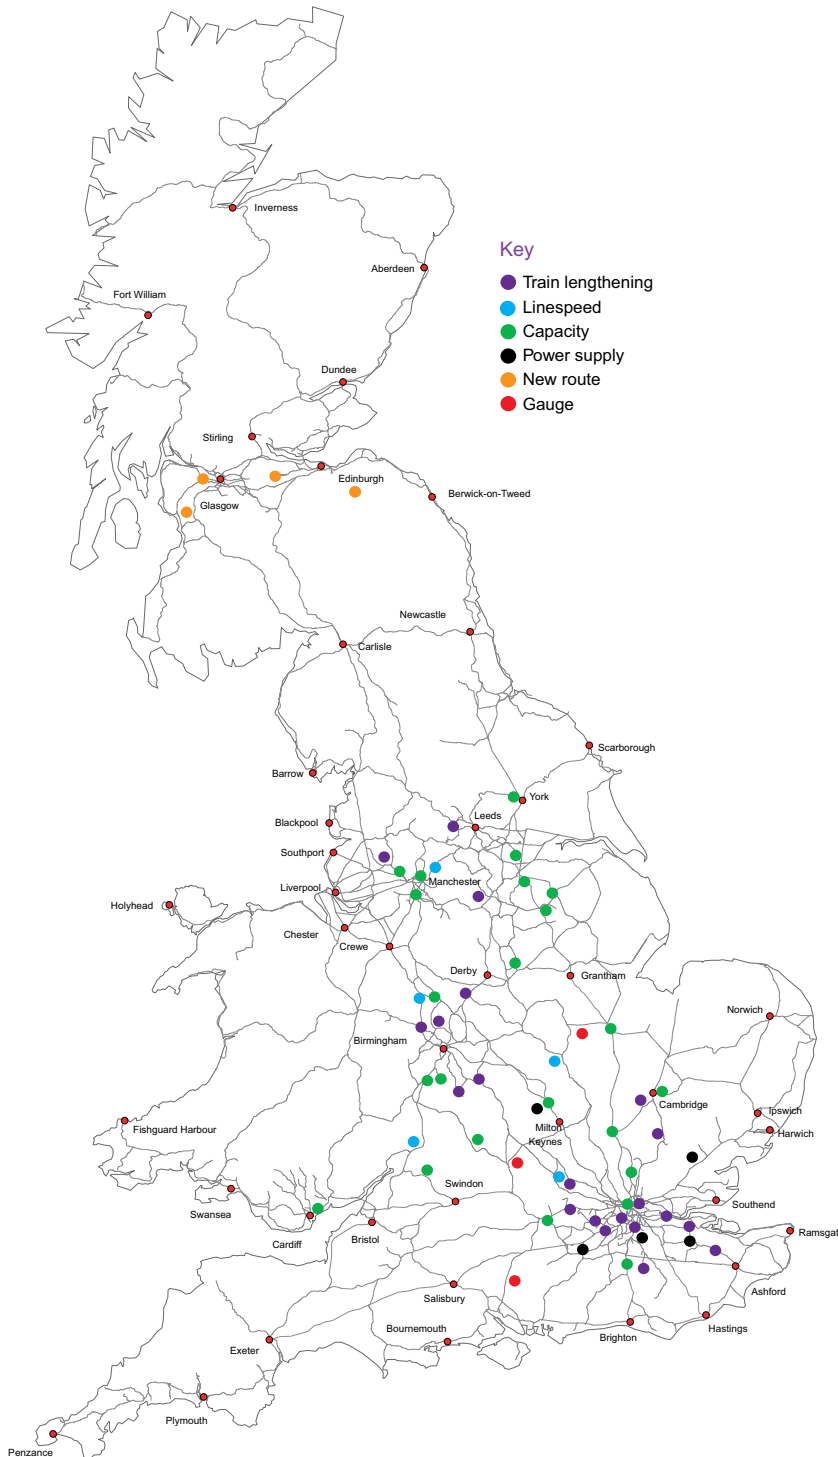 Inverness
Key
Aberdeen
Train lengthening
Fort William
Linespeed
Capacity
Power supply
Dundee
New route
Gauge
Stirling
Edinburgh
Berwick-on-Tweed
Glasgow
Newcastle
Carlisle
Scarborough
Barrow
York
Blackpool
Leeds
Southport
Manchester
Liverpool
Holyhead
Chester
Crewe
Derby
Grantham
Norwich
Birmingham
Cambridge
Ipswich
Fishguard Harbour
Milton
Keynes
Harwich
Swindon
Swansea
Southend
Cardiff
Bristol
Ramsgat
Ashford
Salisbury
Bournemouth
Brighton
Hastings
Exeter
Plymouth
Penzance